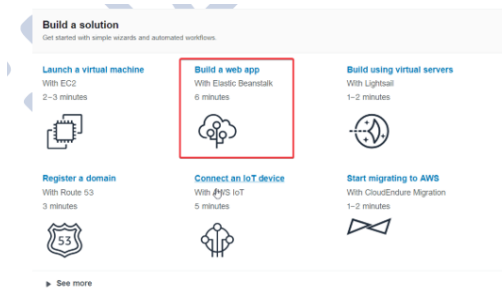 Build a solution
Get started with simple wizards and automated workflows.
Launch a virtual machine
With EC2
2–3 minutes
Build a web app
With Elastic Beanstalk
6 minutes
Build using virtual servers
With Lightsail
1–2 minutes
Register a domain
With Route 53
3 minutes
53
Connect an IoT device
With AWS IoT
5 minutes
Start migrating to AWS
With CloudEndure Migration
1–2 minutes
See more